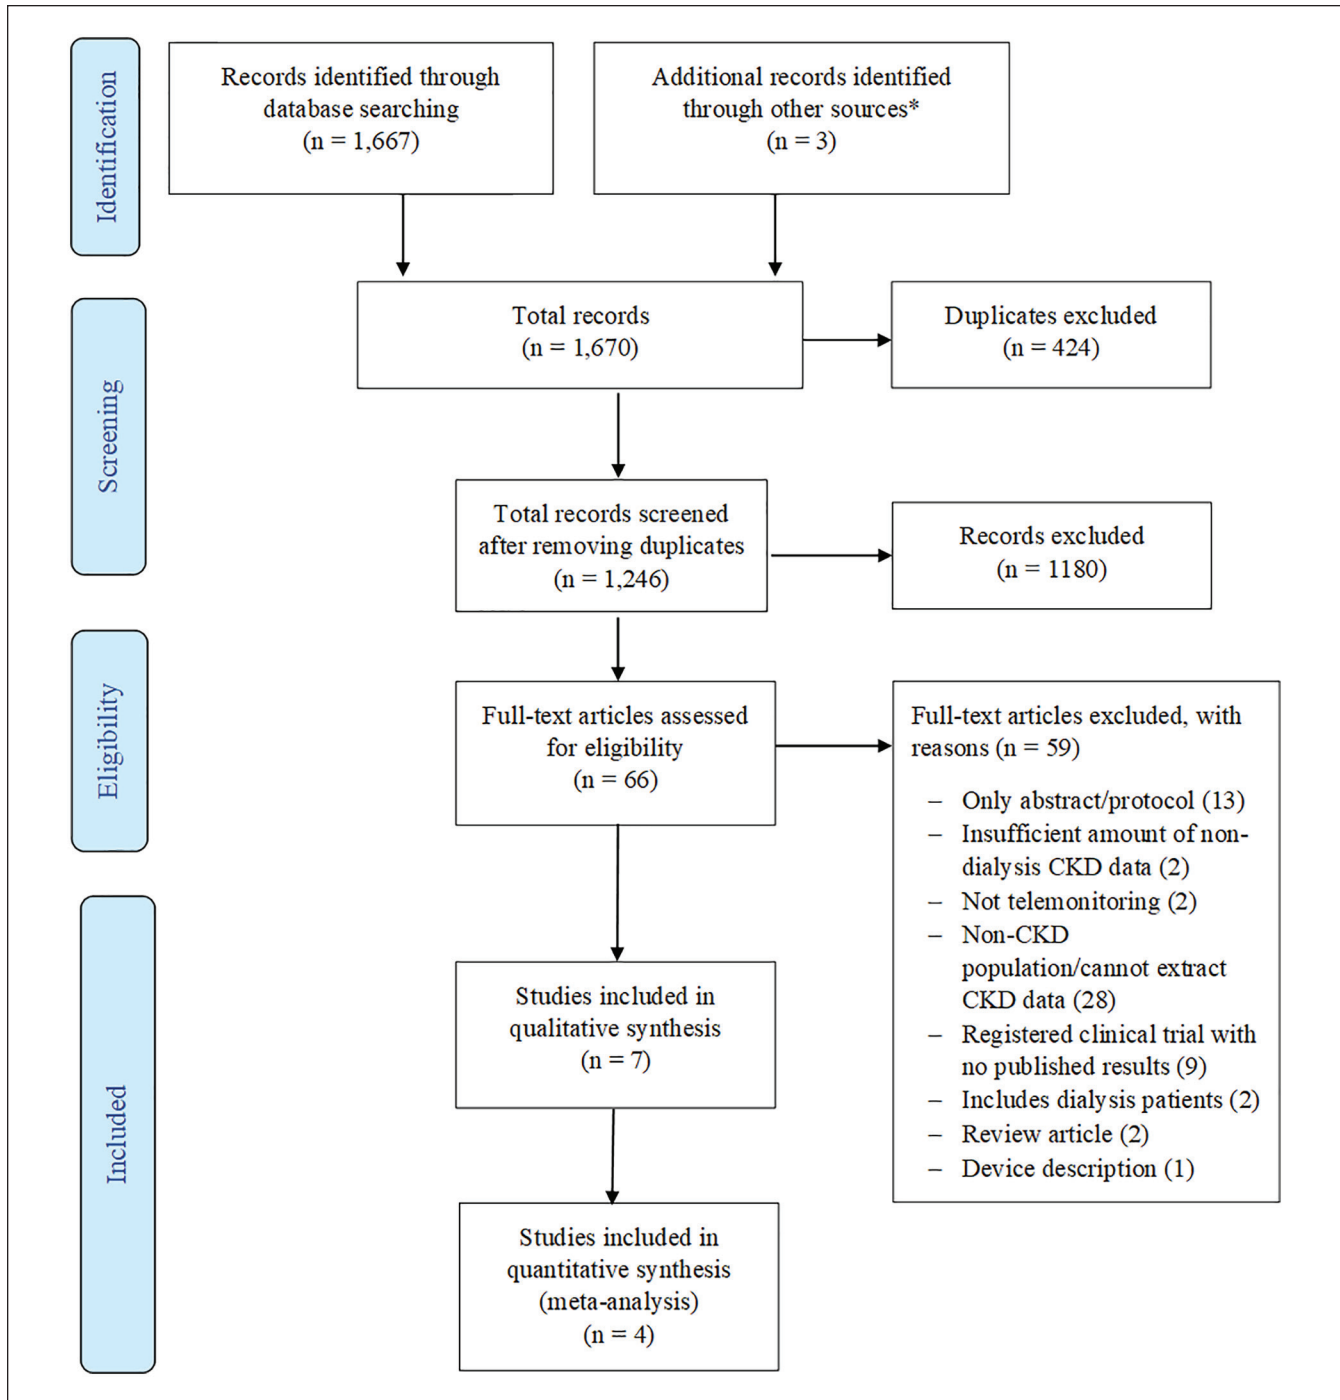 Identification
Records identified through
database searching
(n = 1,667)
Additional records identified
through other sources*
(n = 3)
Screening
Total records
(n = 1,670)
Duplicates excluded
(n = 424)
Total records screened
after removing duplicates
(n = 1,246)
Records excluded
(n = 1180)
Eligibility
Full-text articles assessed
for eligibility
(n = 66)
Full-text articles excluded, with
reasons (n = 59)
– Only abstract/protocol (13)
– Insufficient amount of non-
dialysis CKD data (2)
– Not telemonitoring (2)
– Non-CKD
population/cannot extract
CKD data (28)
– Registered clinical trial with
no published results (9)
– Includes dialysis patients (2)
– Review article (2)
– Device description (1)
Included
Studies included in
qualitative synthesis
(n = 7)
Studies included in
quantitative synthesis
(meta-analysis)
(n = 4)